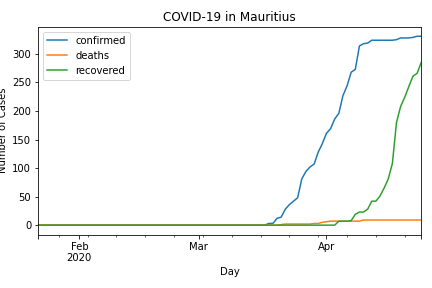 COVID-19 in Mauritius
confirmed
deaths
recovered
300
250
200
150
100
50
0
Number of Cases
Feb
2020
Mar
Apr
Day